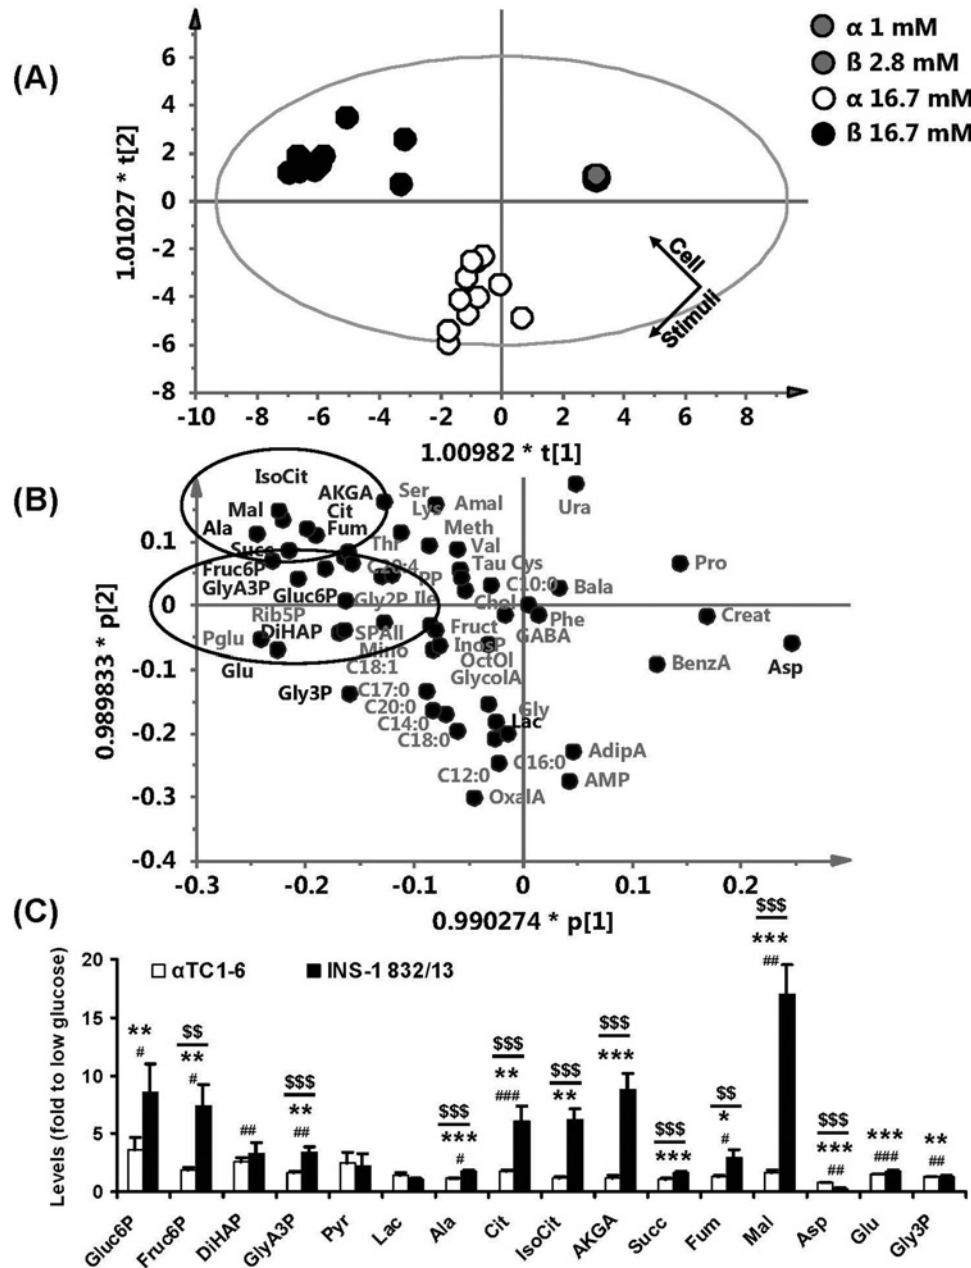 (A)
1.01027 * t[2]
6
4
2
0
-2
-4
-6
-8
-10
-8
-6
-4
-2
0
2
4
6
8
1.00982 * t[1]
Cell
Stimuli
α 1 mM
ß 2.8 mM
α 16.7 mM
ß 16.7 mM
(B)
0.989833 * p[2]
0.1
0
-0.1
-0.2
-0.3
-0.4
-0.3
-0.2
-0.1
0
0.1
0.2
0.990274 * p[1]
IsoCit
AKGA
Ser
Mal
Cit
Lys
Amal
Ura
Ala
Fum
Meth
Succ
Thr
Val
Fruc6P
C20:4
Tau
Cys
Pro
GlyA3P
PP
C10:0
Bala
Gluc6P
Gly2P
Ile
Chol
Rib5P
Phe
Creat
Pglu
DiHAP
SPAII
Fruct
GABA
Glu
Mino
InosP
BenzA
Asp
C18:1
OctOl
Gly3P
C17:0
GlycolA
C20:0
Gly
C14:0
Lac
C18:0
AdipA
C12:0
C16:0
AMP
OxalA
(C)
Levels (fold to low glucose)
20
15
10
5
0
αTC1-6
INS-1 832/13
**
#
$$
**
#
##
$$$
**
##
$$$
***
#
$$$
**
###
$$$
**
$$$
***
$$$
***
$$
*
#
$$$
***
##
$$$
***
##
***
###
**
##
Gluc6P
Fruc6P
DiHAP
GlyA3P
Pyr
Lac
Ala
Cit
IsoCit
AKGA
Succ
Fum
Mal
Asp
Glu
Gly3P